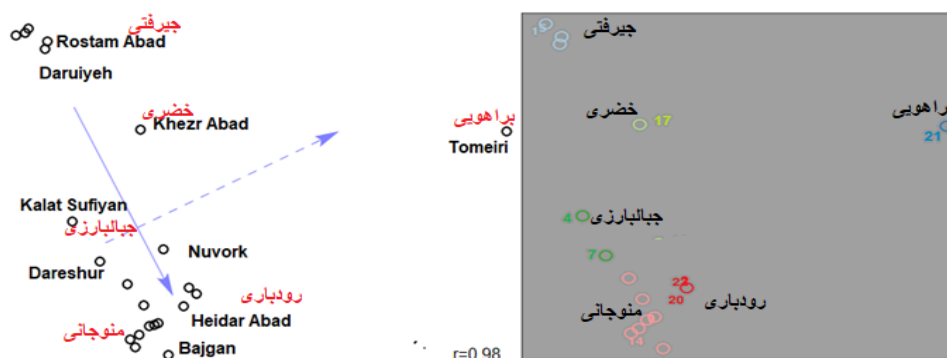 جیرفتی
Rostam Abad
Daruiyeh
خضری
Khezr Abad
براهویی
Tomeiri
Kalat Sufiyan
جبالبارزی
Nuvork
Dareshur
رودباری
Heidar Abad
منوجانی
Bajgan
r=0.98
جیرفتی
خضری
17
براهویی
21
جبالبارزی
4
7
20
رودباری
منوجانی
14